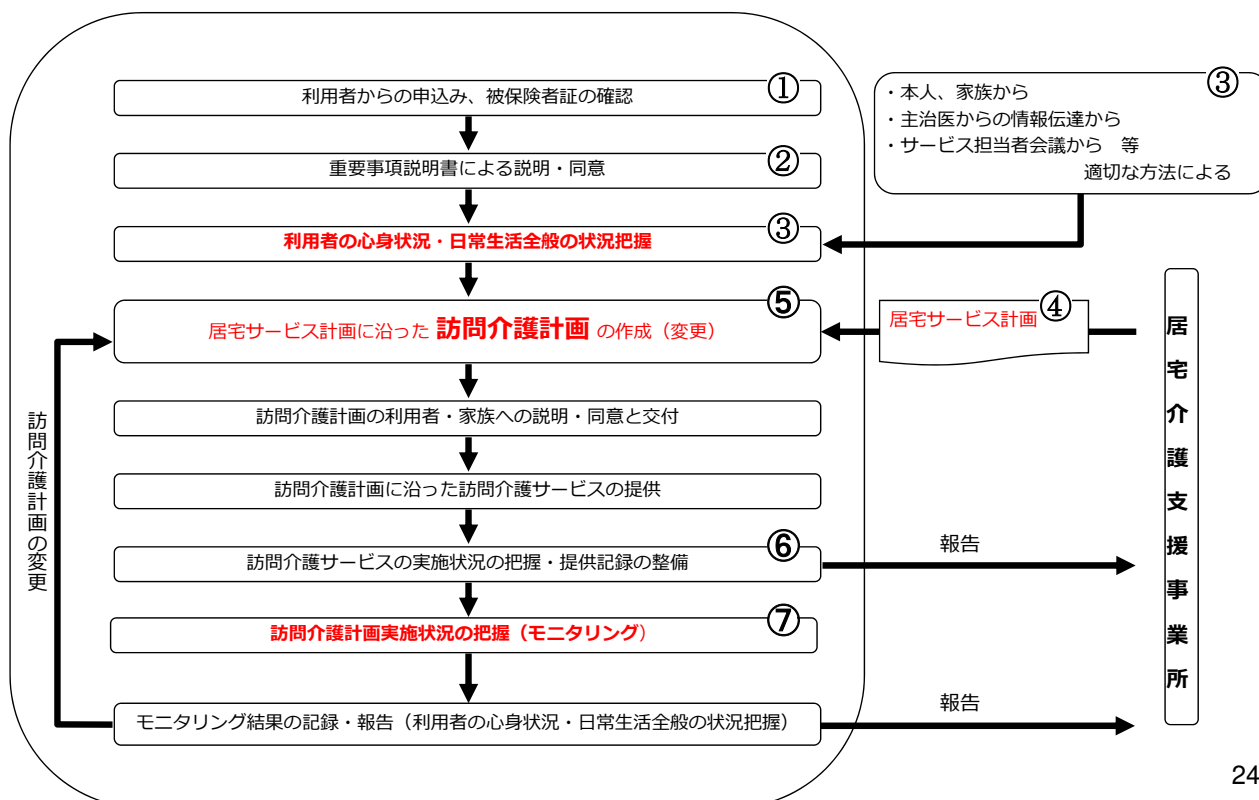 ①
利用者からの申込み、被保険者証の確認
②
重要事項説明書による説明・同意
③
利用者の心身状況・日常生活全般の状況把握
③
・本人、家族から
・主治医からの情報伝達から
・サービス担当者会議から　等
適切な方法による
⑤
居宅サービス計画に沿った 訪問介護計画 の作成（変更）
④
居宅サービス計画
居宅介護支援事業所
訪問介護計画の利用者・家族への説明・同意と交付
訪問介護計画に沿った訪問介護サービスの提供
⑥
訪問介護サービスの実施状況の把握・提供記録の整備
報告
⑦
訪問介護計画実施状況の把握（モニタリング）
モニタリング結果の記録・報告（利用者の心身状況・日常生活全般の状況把握）
報告
訪問介護計画の変更
24